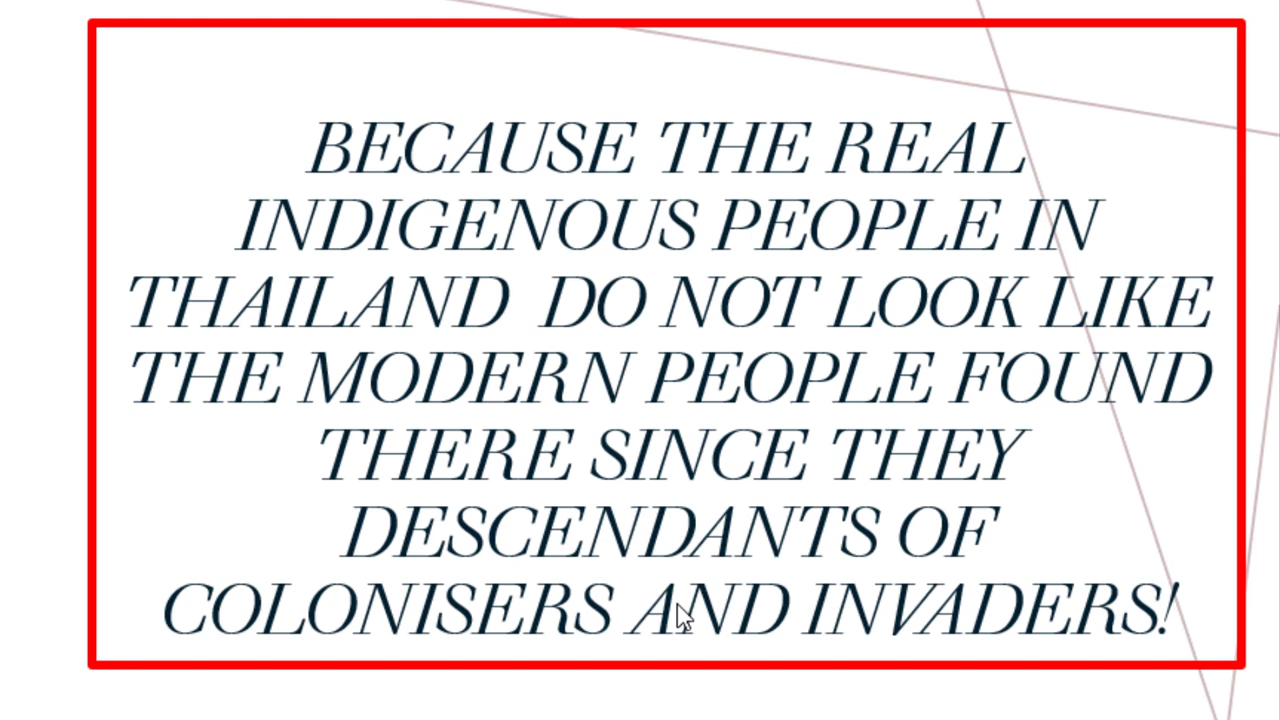 BECAUSE THE REAL
INDIGENOUS PEOPLE IN
THAILAND DO NOT LOOK LIKE
THE MODERN PEOPLE FOUND
THERE SINCE THEY
DESCENDANTS OF
COLONISERS AND INVADERS!